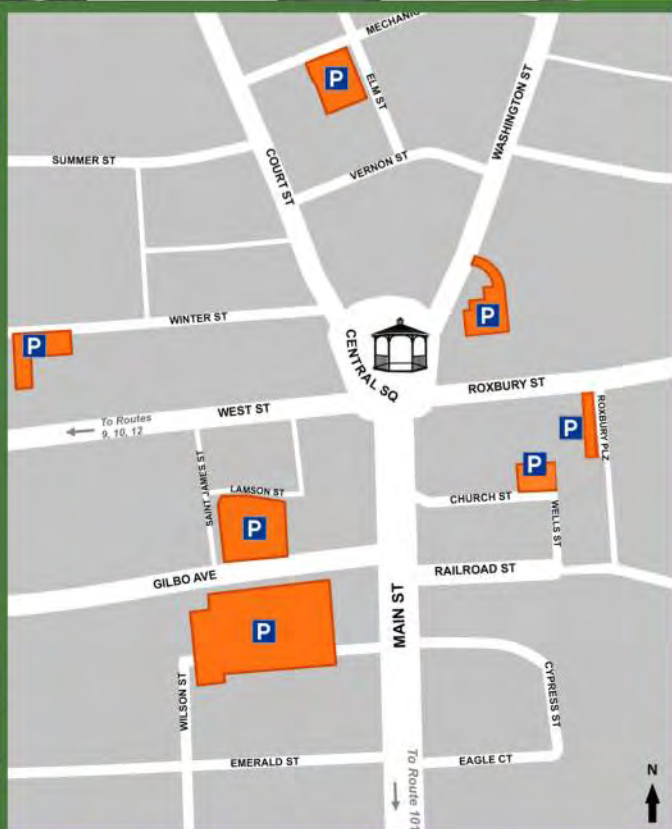 MECHANIC
P
ELM ST
WASHINGTON ST
SUMMER ST
COURT ST
VERNON ST
WINTER ST
P
P
CENTRAL SQ
ROXBURY ST
WEST ST
To Routes
9, 10, 12
P
ROXBURY PLZ
SAINT JAMES ST
LAMSON ST
P
CHURCH ST
WELLS ST
P
GILBO AVE
RAILROAD ST
MAIN ST
P
WILSON ST
CYPRESS ST
EMERALD ST
EAGLE CT
To Route 101
N